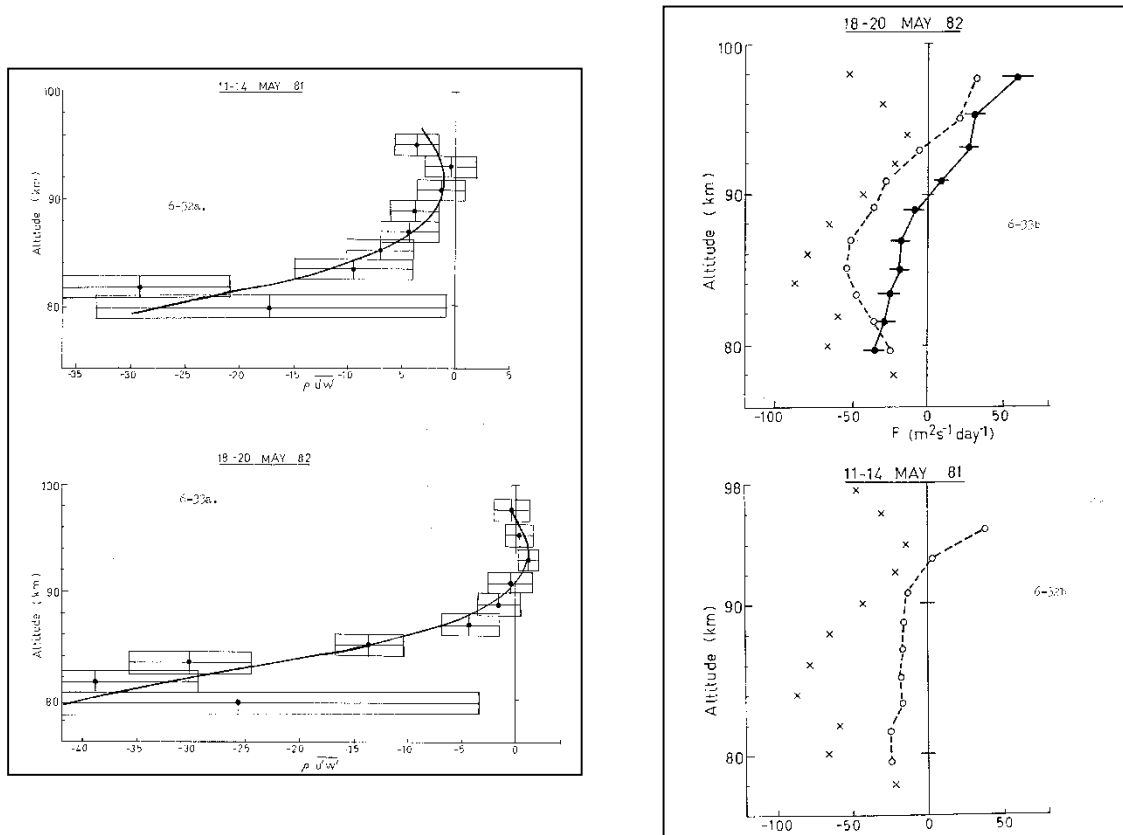 11-14 MAY 81
100
90
80
Altitude (km)
6-32a.
-35 -30 -25 -20 -15 -10 -5 0 5
ρ u'w'
18-20 MAY 82
6-33a.
100
90
80
Altitude (km)
-40 -35 -30 -25 -20 -15 -10 -5 0
ρ u'w'
18-20 MAY 82
100
90
80
Altitude (km)
6-33b
-100 -50 0 50
F (m²s⁻¹ day⁻¹)
11-14 MAY 81
98
90
80
Altitude (km)
6-32b
-100 -50 0 50